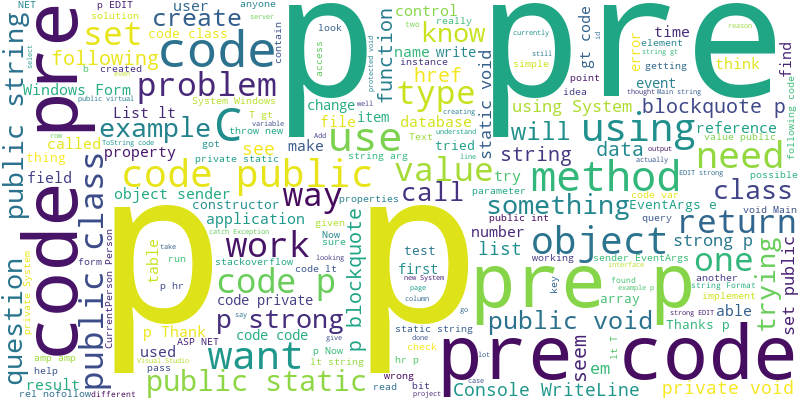 p pre
code pre
p p
pre p
pre code
NET
p EDIT
anyone
solution
user
server
select
set
create
code class
following
contain
look
know
control
really
two
currently
id
reason
public string
code
C
problem
Windows Form
b created
public virtual
row
start
access
function
name write
instance
simple
still
string gt
gt code
error
element
getting
time
think
find
event
idea
point
type
href
thought
Main string
static void
using System
blockquote p
List lt
System Windows
T gt
variable
throw new
change
item
file
database
well
creating
Text
understand
tried
line
use
using
will
reference
value public
following code
example
ToString code
called
thing
property
got
private static
see
make
Add
string arg
string
data
output
actually
EDIT strong
possible
need
public class
field
object sender
code public
value
try
method
code var
void Main
class
constructor
properties
parameter
call
something
EventArgs e
application
way
given
Now
sure
public int
query
number
list
object
strong p
return
question
private System
form
CurrentPerson Person
table
take
run
catch Exception
stackoverflow
looking
work
test
first
new System
page
column
working
sender EventArgs
interface
another
one
trying
set public
code lt
p hr
code p
p blockquote
key
found
example p
array
string Format
implement
say
code private
go
public void
strong EDIT
able
Thanks p
p Thank
p strong
code code
static string
done
give
check
ASP NET
amp amp
help
Visual Studio
used
pass
want
p Now
lt string
hr p
wrong
read
bit
project
lot
case
seem
em
lt T
result
rel nofollow
different
public static
Console WriteLine
private void